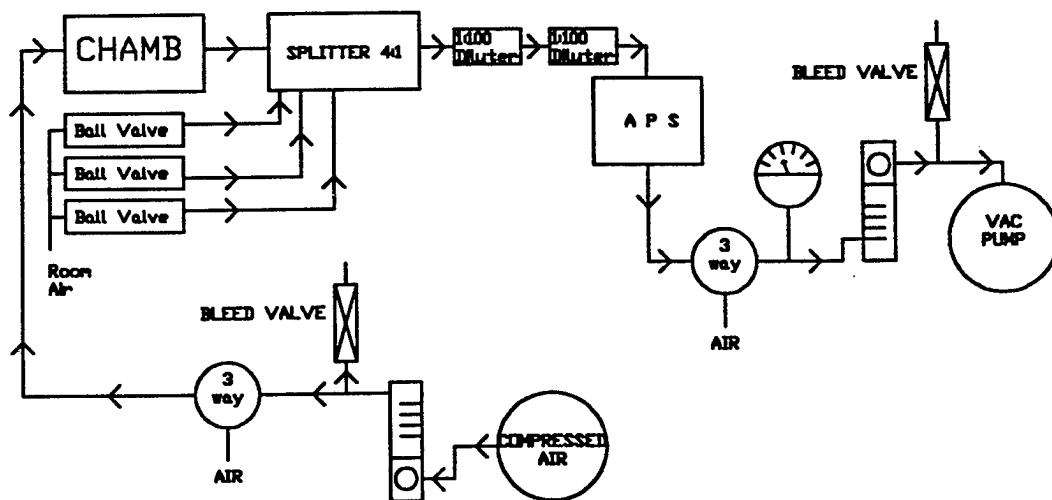 CHAMB
SPLITTER 4:1
1:100
Diluter
1:100
Diluter
BLEED VALVE
A P S
Ball Valve
Ball Valve
Ball Valve
VAC
PUMP
3
way
Room
Air
BLEED VALVE
AIR
3
way
COMPRESSED
AIR
AIR